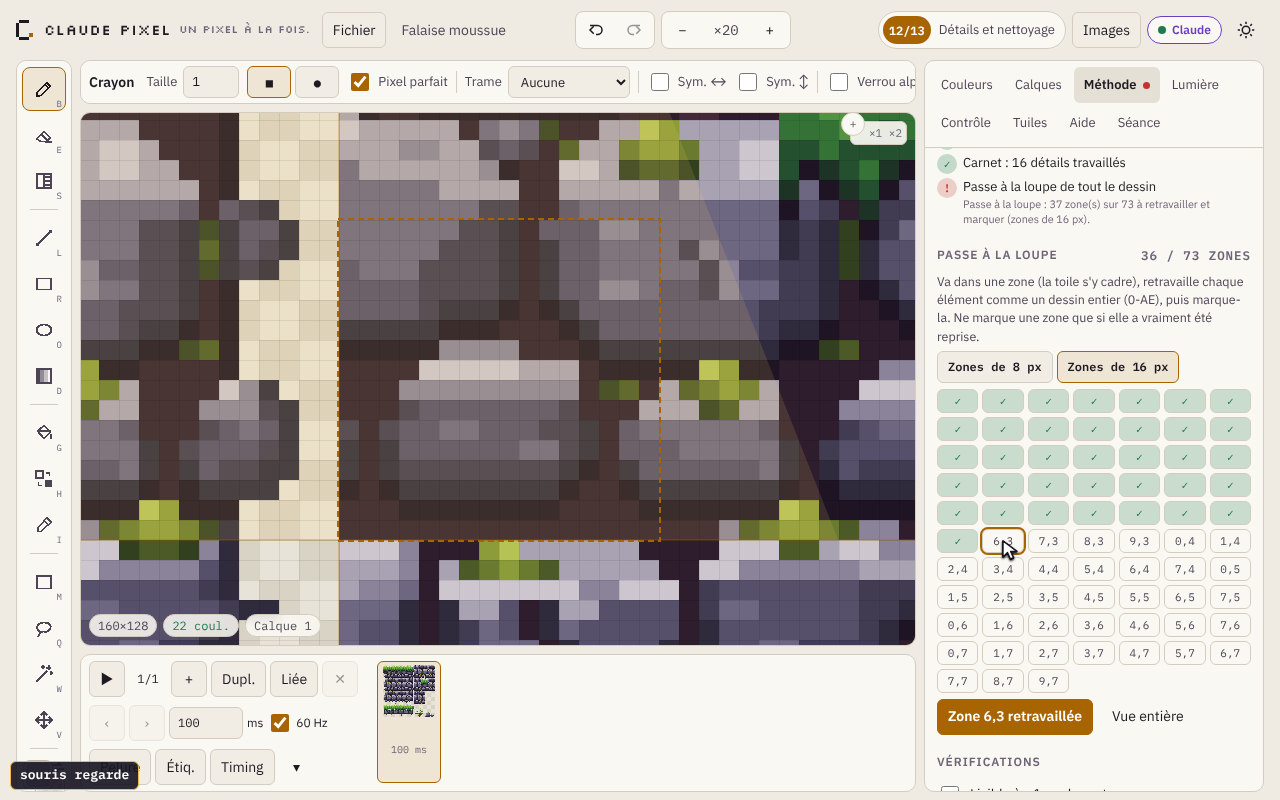 CLAUDE PIXEL UN PIXEL À LA FOIS. Fichier Falaise moussue
− ×20 +
12/13 Détails et nettoyage Images Claude
Crayon Taille 1 Pixel parfait Trame Aucune Sym. ↔ Sym. ↕ Verrou alp
B
E
S
L
R
O
D
G
H
I
M
Q
W
V
+ ×1 ×2
160×128 22 coul. Calque 1
1/1 + Dupl. Liée ✕
‹ › 100 ms 60 Hz
Étiq. Timing ▼
100 ms
souris regarde
Couleurs Calques Méthode Lumière
Contrôle Tuiles Aide Séance
✓ Carnet : 16 détails travaillés
! Passe à la loupe de tout le dessin
Passe à la loupe : 37 zone(s) sur 73 à retravailler et
marquer (zones de 16 px).
PASSE À LA LOUPE 36 / 73 ZONES
Va dans une zone (la toile s'y cadre), retravaille chaque
élément comme un dessin entier (0-AE), puis marque-
la. Ne marque une zone que si elle a vraiment été
reprise.
Zones de 8 px Zones de 16 px
✓ ✓ ✓ ✓ ✓ ✓ ✓
✓ ✓ ✓ ✓ ✓ ✓ ✓
✓ ✓ ✓ ✓ ✓ ✓ ✓
✓ ✓ ✓ ✓ ✓ ✓ ✓
✓ ✓ ✓ ✓ ✓ ✓ ✓
✓ 6,3 7,3 8,3 9,3 0,4 1,4
2,4 3,4 4,4 5,4 6,4 7,4 0,5
1,5 2,5 3,5 4,5 5,5 6,5 7,5
0,6 1,6 2,6 3,6 4,6 5,6 7,6
0,7 1,7 2,7 3,7 4,7 5,7 6,7
7,7 8,7 9,7
Zone 6,3 retravaillée Vue entière
VÉRIFICATIONS